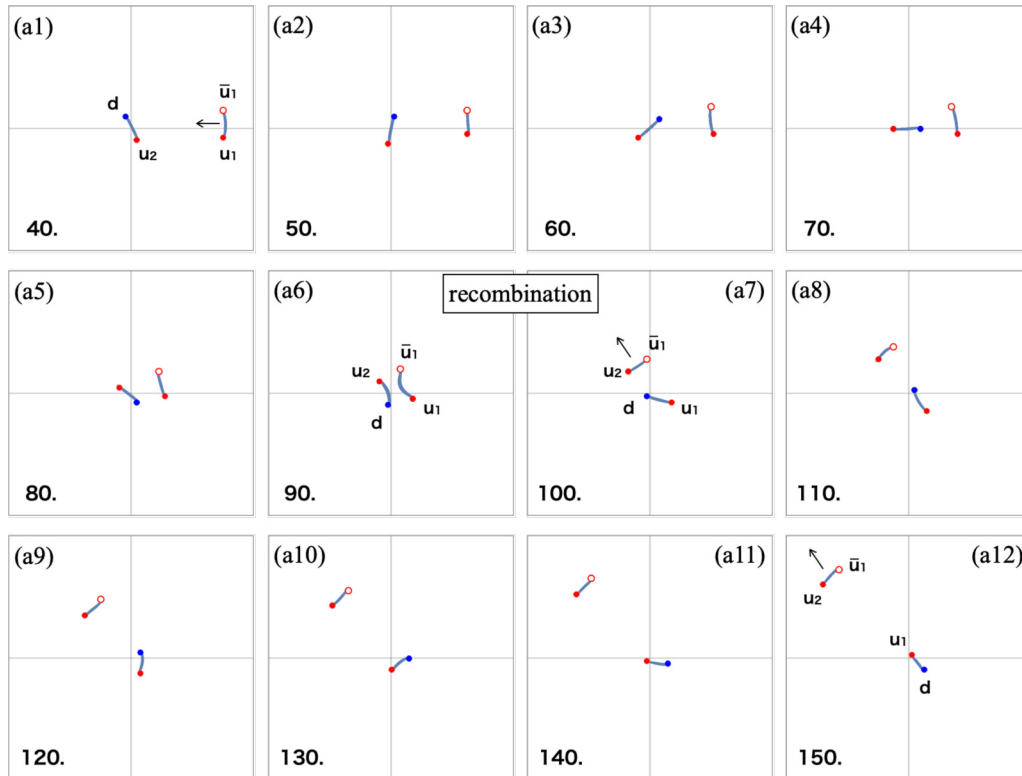 (a1)
d
ū₁
u₂
u₁
40.
(a2)
50.
(a3)
60.
(a4)
70.
(a5)
80.
(a6)
recombination
u₂
ū₁
d
u₁
90.
(a7)
ū₁
u₂
d
u₁
100.
(a8)
110.
(a9)
120.
(a10)
130.
(a11)
140.
(a12)
ū₁
u₂
u₁
d
150.